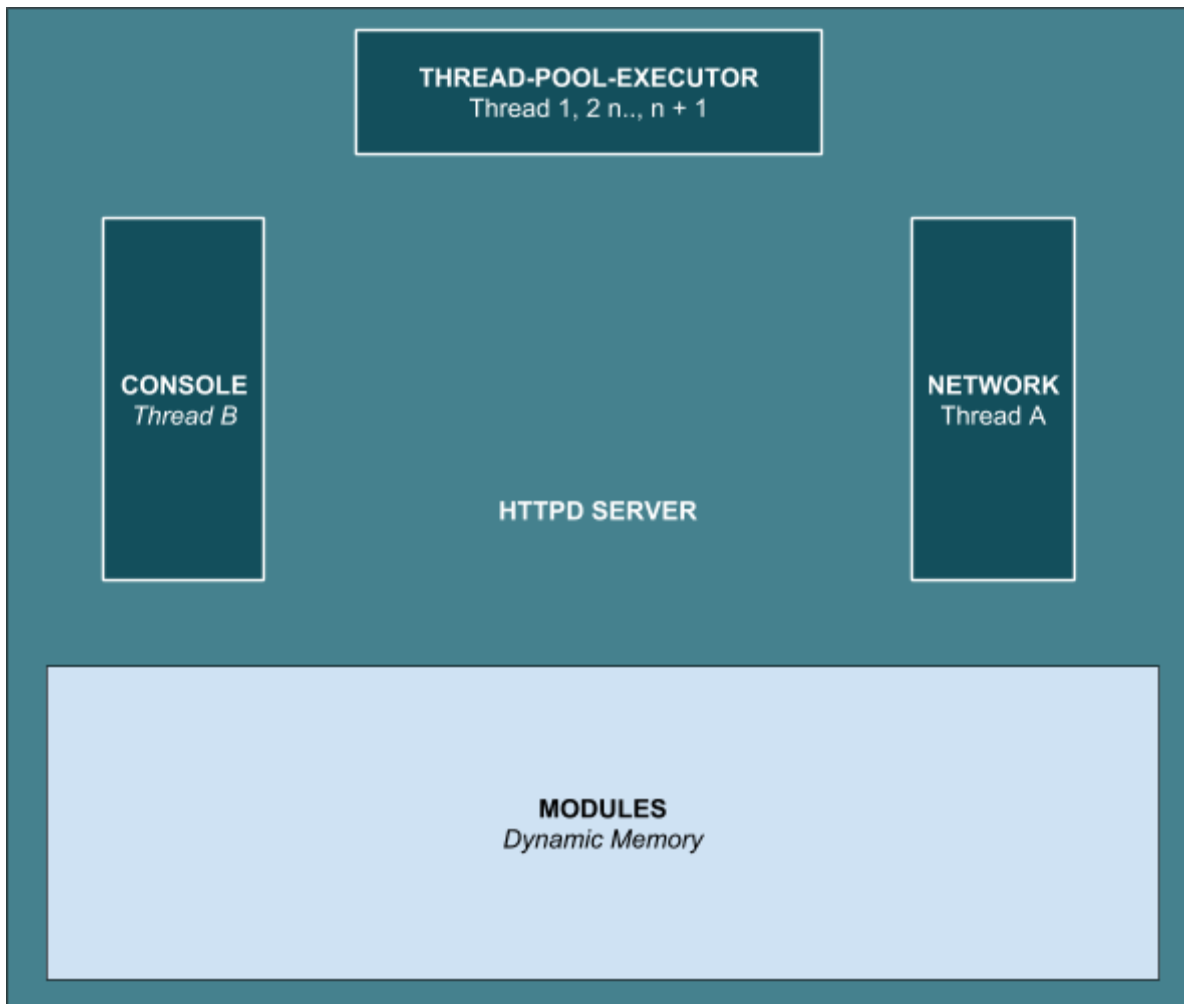 THREAD-POOL-EXECUTOR
Thread 1, 2 n.., n + 1
CONSOLE
Thread B
NETWORK
Thread A
HTTPD SERVER
MODULES
Dynamic Memory